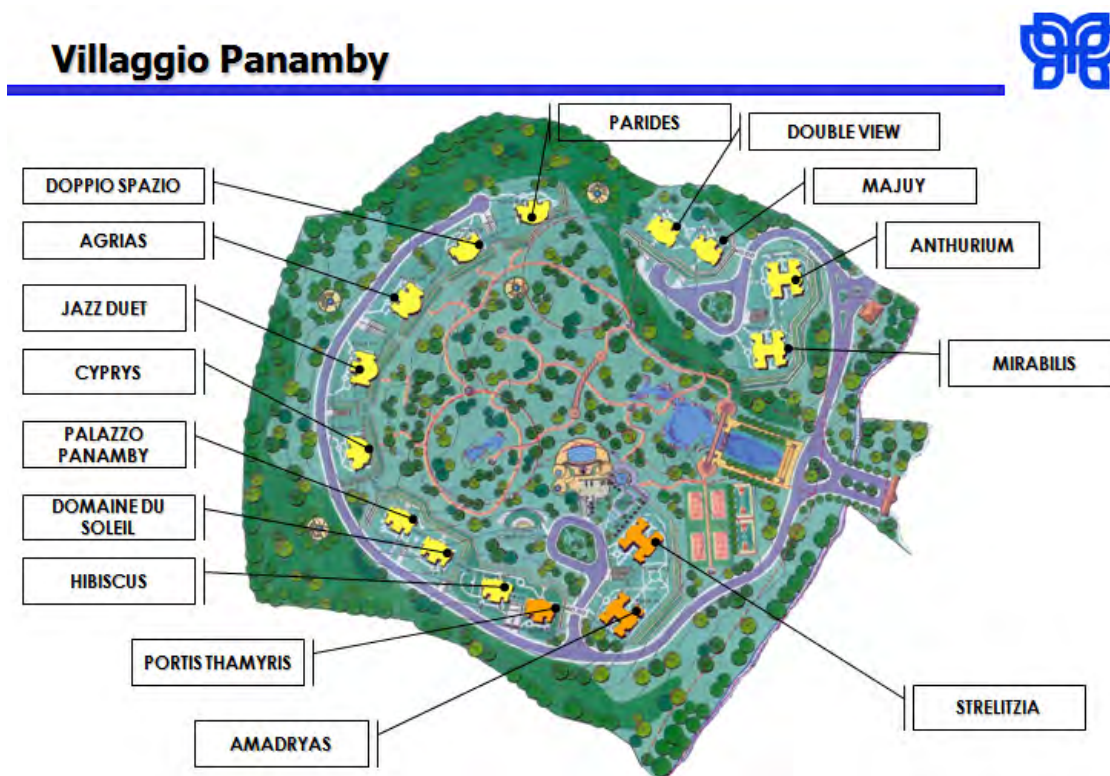 Villaggio Panamby
PARIDES
DOUBLE VIEW
DOPPIO SPAZIO
MAJUY
AGRIAS
ANTHURIUM
JAZZ DUET
MIRABILIS
CYPRYS
PALAZZO
PANAMBY
DOMAINE DU
SOLEIL
HIBISCUS
PORTIS THAMYRIS
STRELITZIA
AMADRYAS